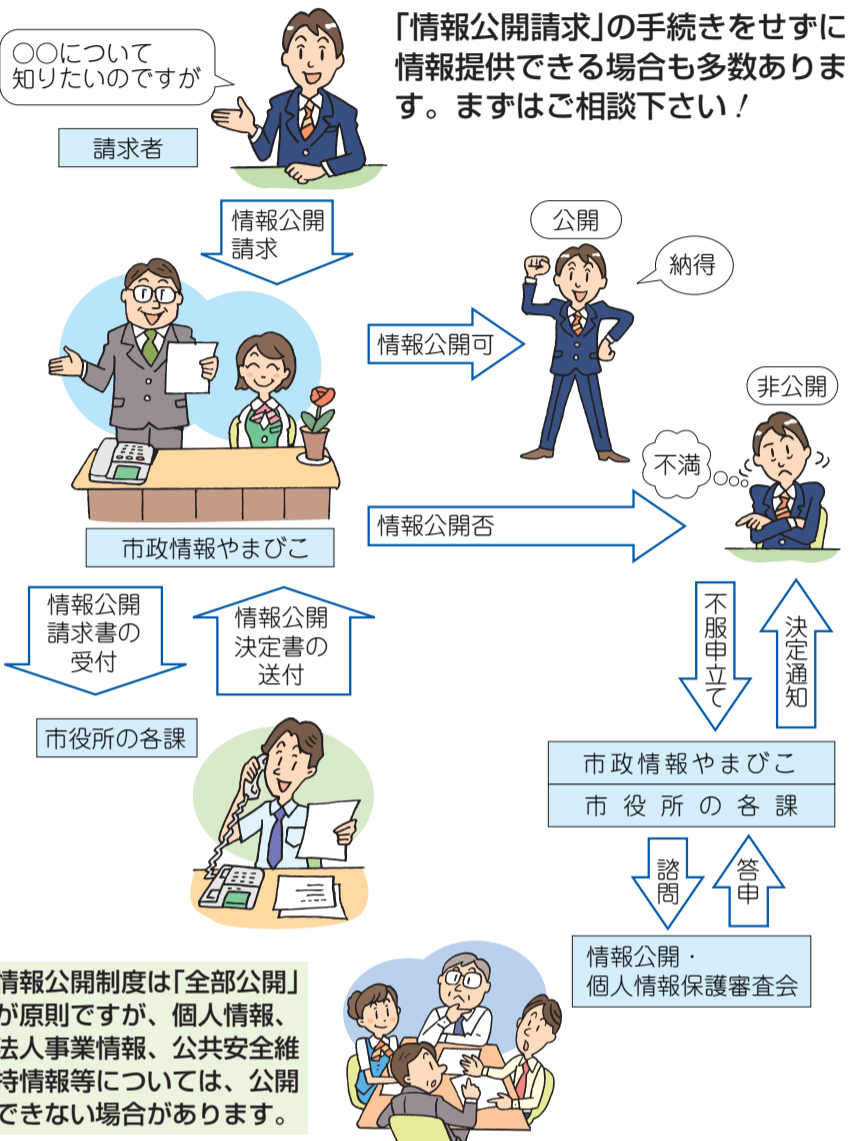 「情報公開請求」の手続きをせずに
情報提供できる場合も多数ありま
す。まずはご相談下さい！
〇〇について
知りたいのですが
請求者
情報公開
請求
公開
納得
情報公開可
非公開
不満
情報公開否
市政情報やまびこ
情報公開
請求書の
受付
情報公開
決定書の
送付
不服申立て
決定通知
市役所の各課
市政情報やまびこ
市役所の各課
諮問
答申
情報公開・
個人情報保護審査会
情報公開制度は「全部公開」
が原則ですが、個人情報、
法人事業情報、公共安全維
持情報等については、公開
できない場合があります。